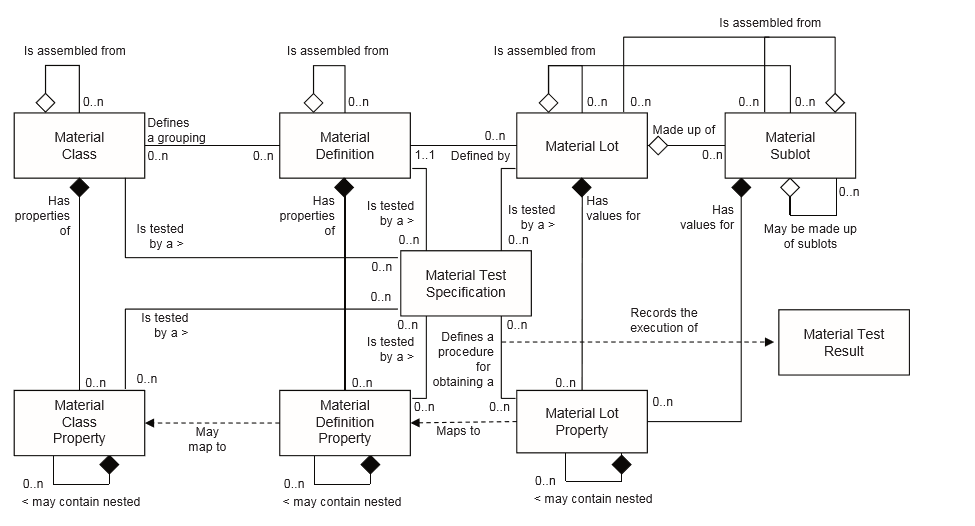 Is assembled from
Is assembled from
Is assembled from
Is assembled from
0..n
0..n
0..n
0..n
0..n
0..n
Material
Class
Defines
a grouping
0..n
0..n
Material
Definition
1..1
0..n
Defined by
Material Lot
Made up of
0..n
Material
Sublot
Has
properties
of
Is tested
by a >
Has
properties
of
Is tested
by a >
0..n
Is tested
by a >
0..n
Has
values for
Has
values for
0..n
May be made up
of sublots
0..n
Material Test
Specification
0..n
Is tested
by a >
0..n
Is tested
by a >
0..n
Defines a
procedure
for
obtaining a
Records the
execution of
Material Test
Result
0..n
0..n
0..n
0..n
0..n
0..n
0..n
Material
Class
Property
May
map to
Material
Definition
Property
Maps to
Material Lot
Property
0..n
< may contain nested
0..n
< may contain nested
0..n
< may contain nested